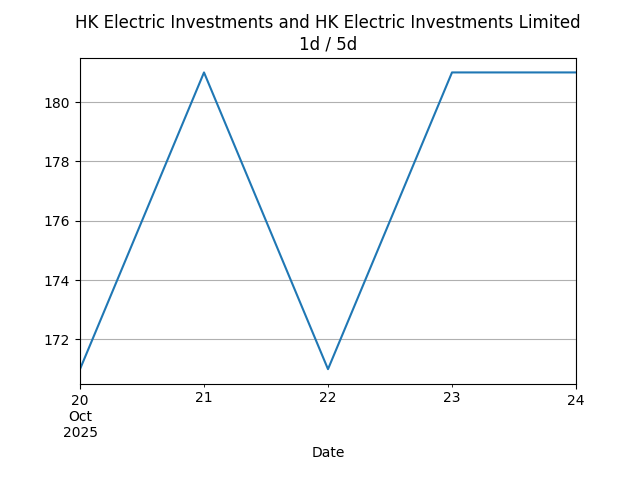 HK Electric Investments and HK Electric Investments Limited
1d / 5d
180
178
176
174
172
20 21 22 23 24
Oct
2025
Date